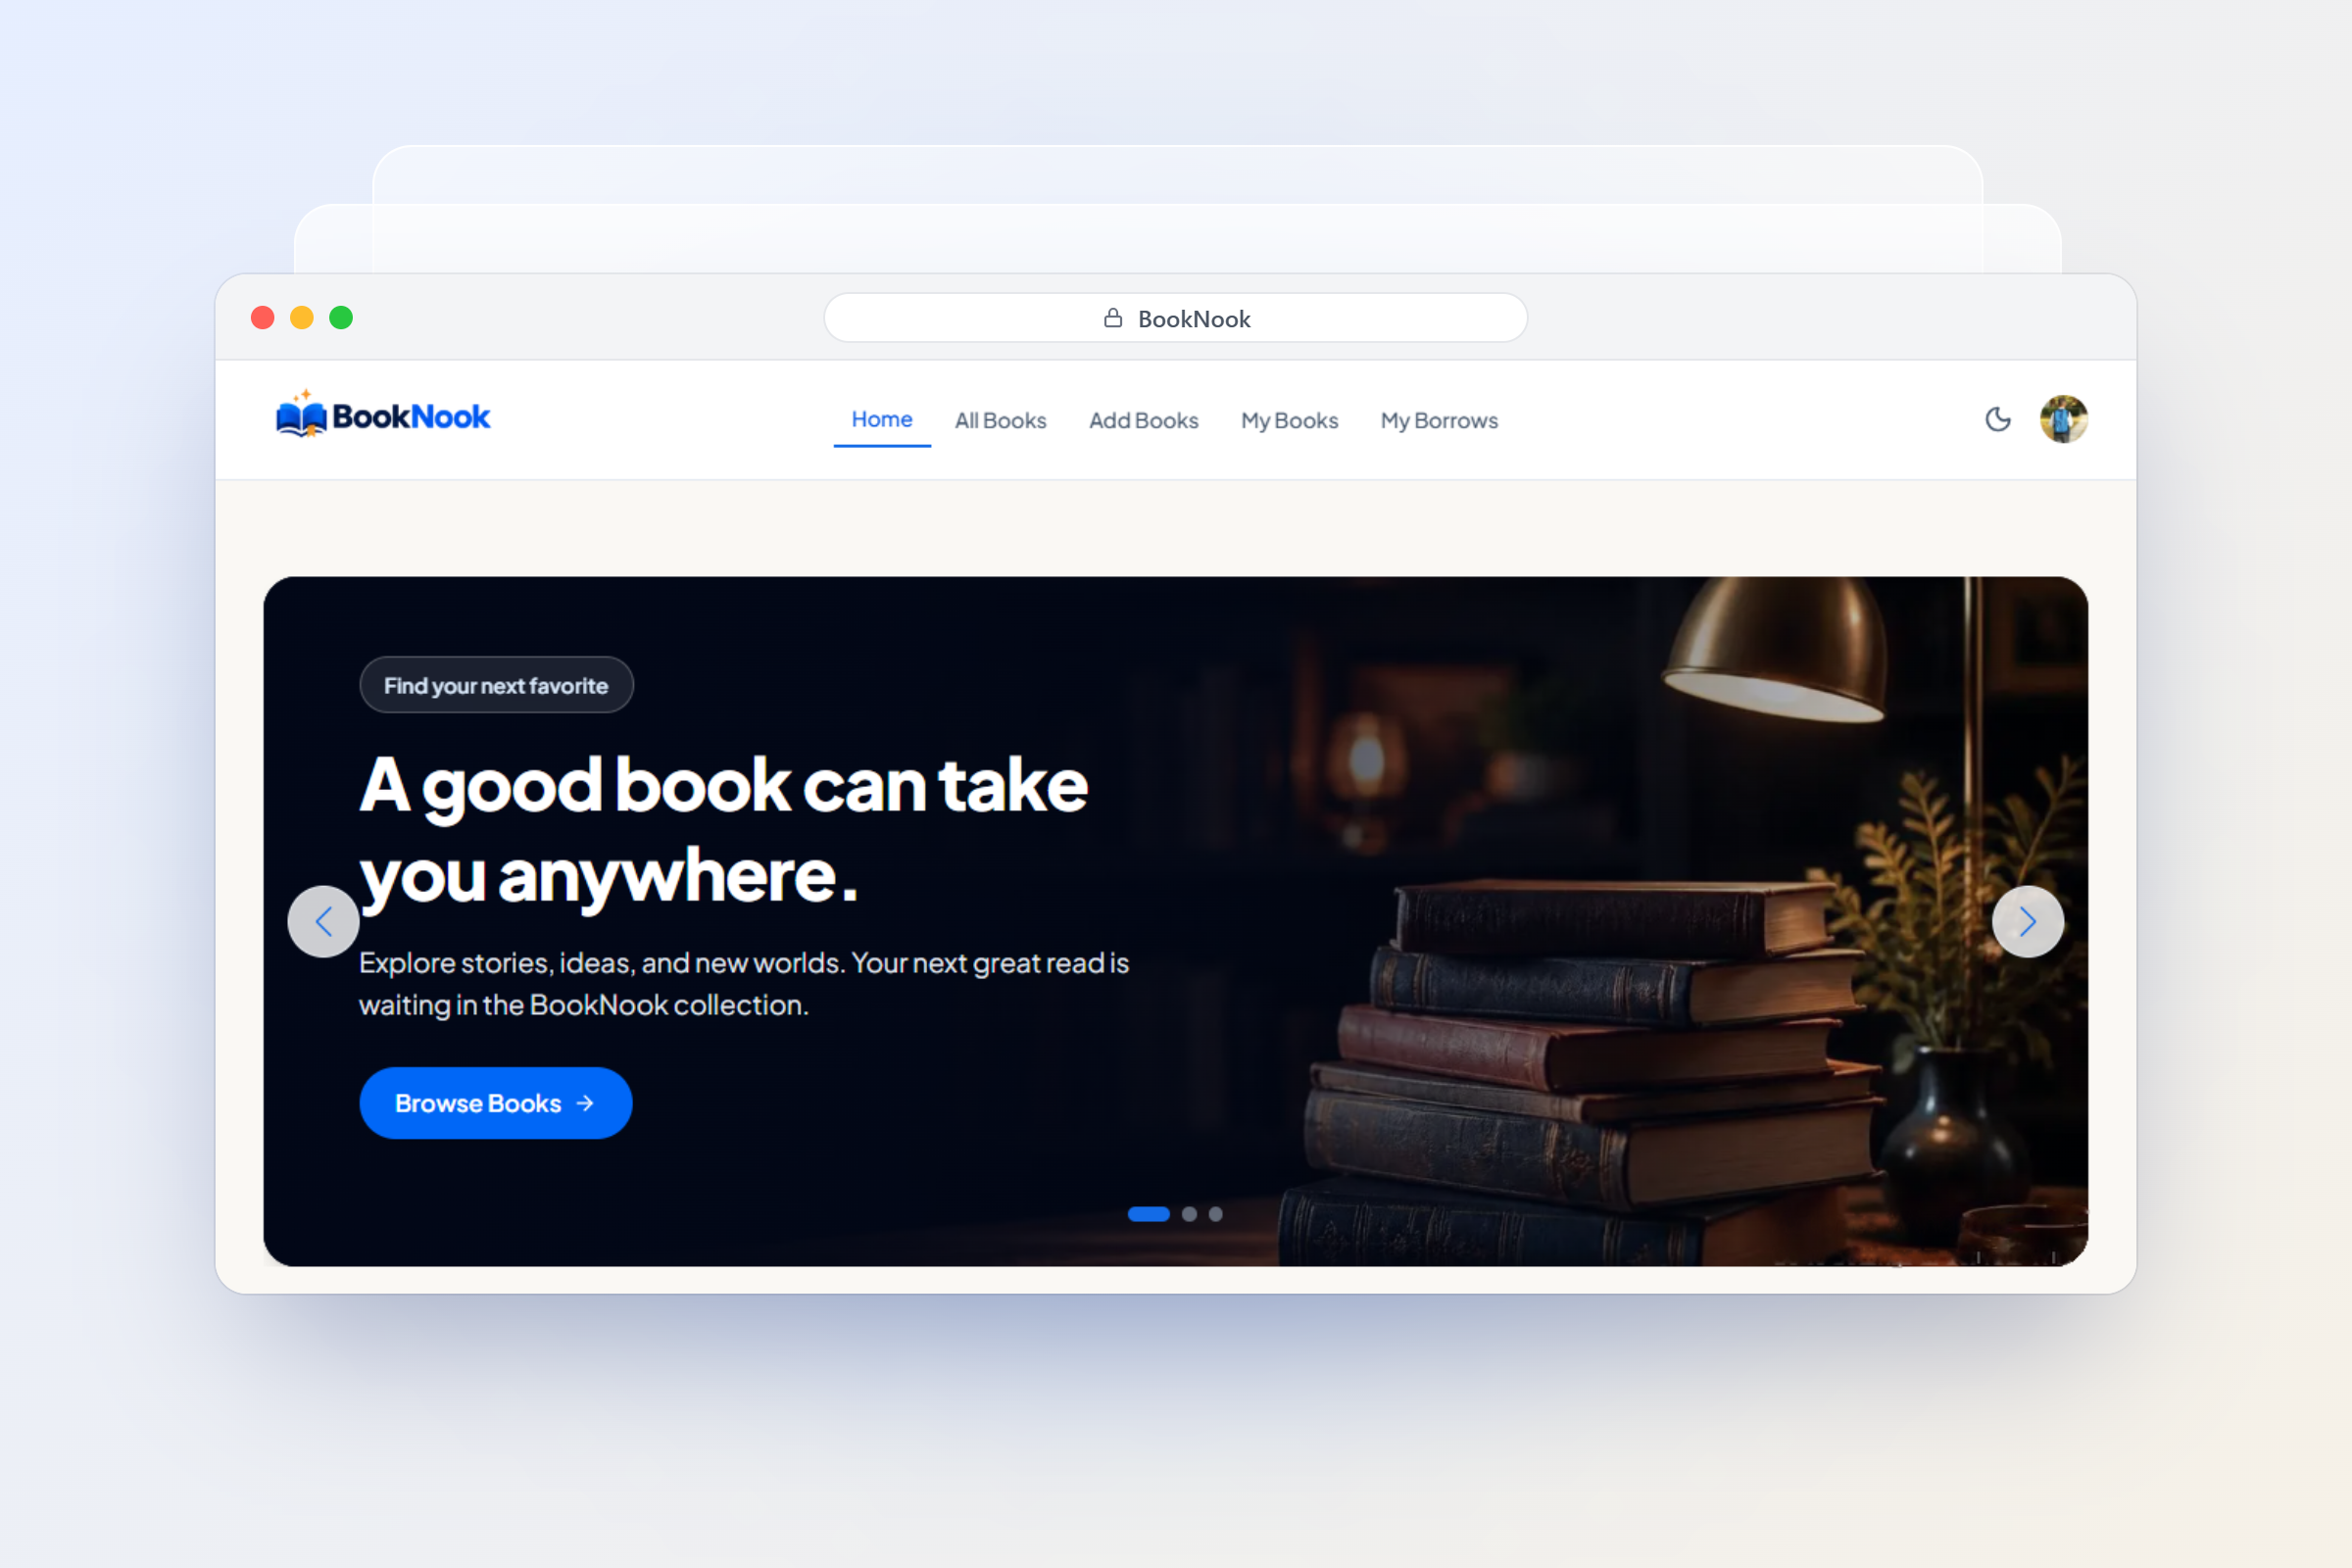 BookNook
BookNook
Home
All Books
Add Books
My Books
My Borrows
Find your next favorite
A good book can take
you anywhere.
Explore stories, ideas, and new worlds. Your next great read is
waiting in the BookNook collection.
Browse Books →